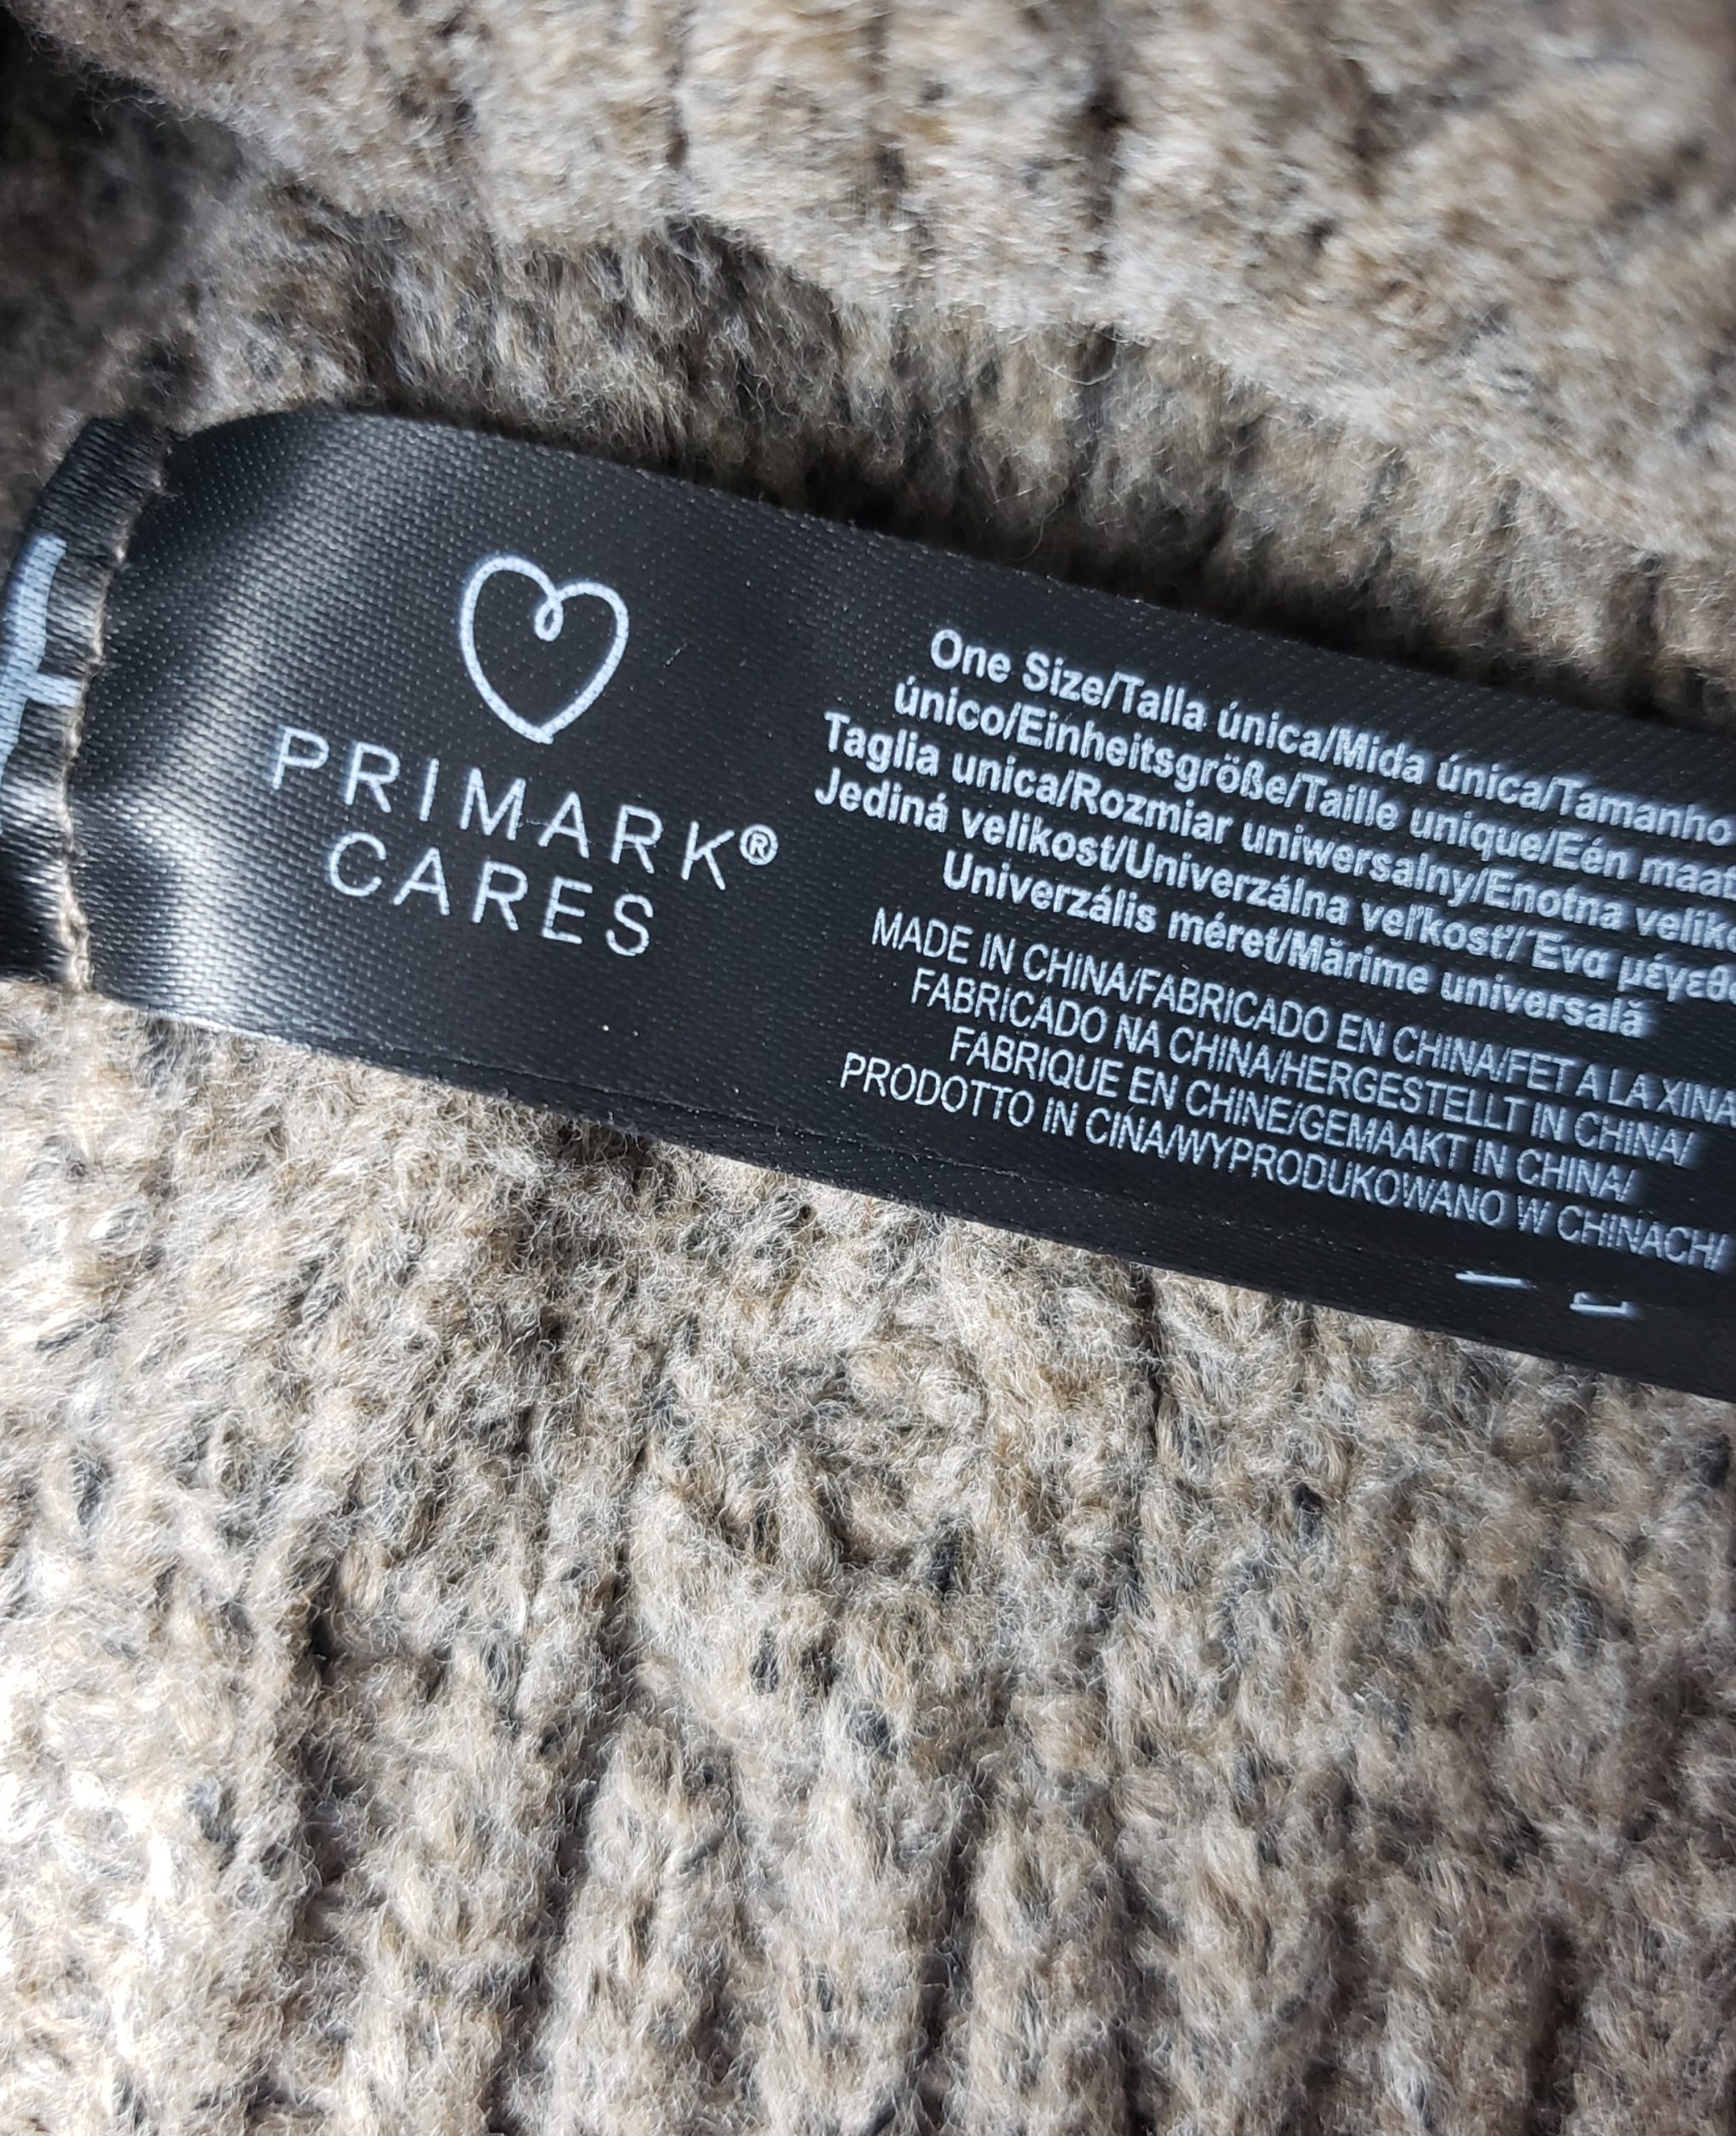 PRIMARK®
CARES
One Size/Talla única/Mida única/Tamanho
único/Einheitsgröße/Taille unique/Eén maat
Taglia unica/Rozmiar uniwersalny/Enotna velik
Jediná velikost/Univerzálna veľkosť/Ένα μέγεθ
Univerzális méret/Mărime universală
MADE IN CHINA/FABRICADO EN CHINA/FET A LA XINA
FABRICADO NA CHINA/HERGESTELLT IN CHINA/
FABRIQUE EN CHINE/GEMAAKT IN CHINA/
PRODOTTO IN CINA/WYPRODUKOWANO W CHINACH/